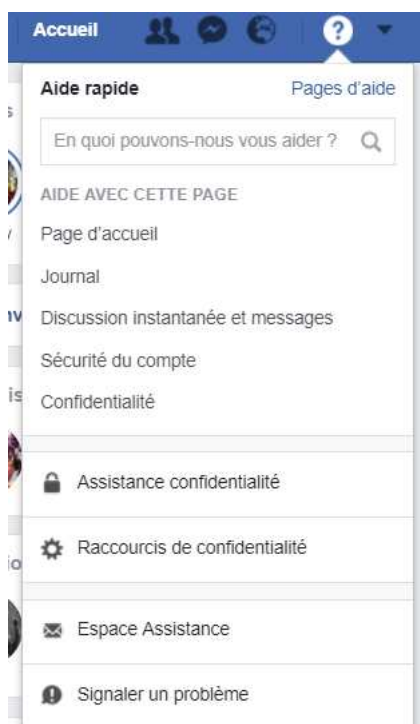 Accueil
?
Aide rapide
Pages d'aide
En quoi pouvons-nous vous aider ?
AIDE AVEC CETTE PAGE
Page d'accueil
Journal
Discussion instantanée et messages
Sécurité du compte
Confidentialité
Assistance confidentialité
Raccourcis de confidentialité
Espace Assistance
Signaler un problème